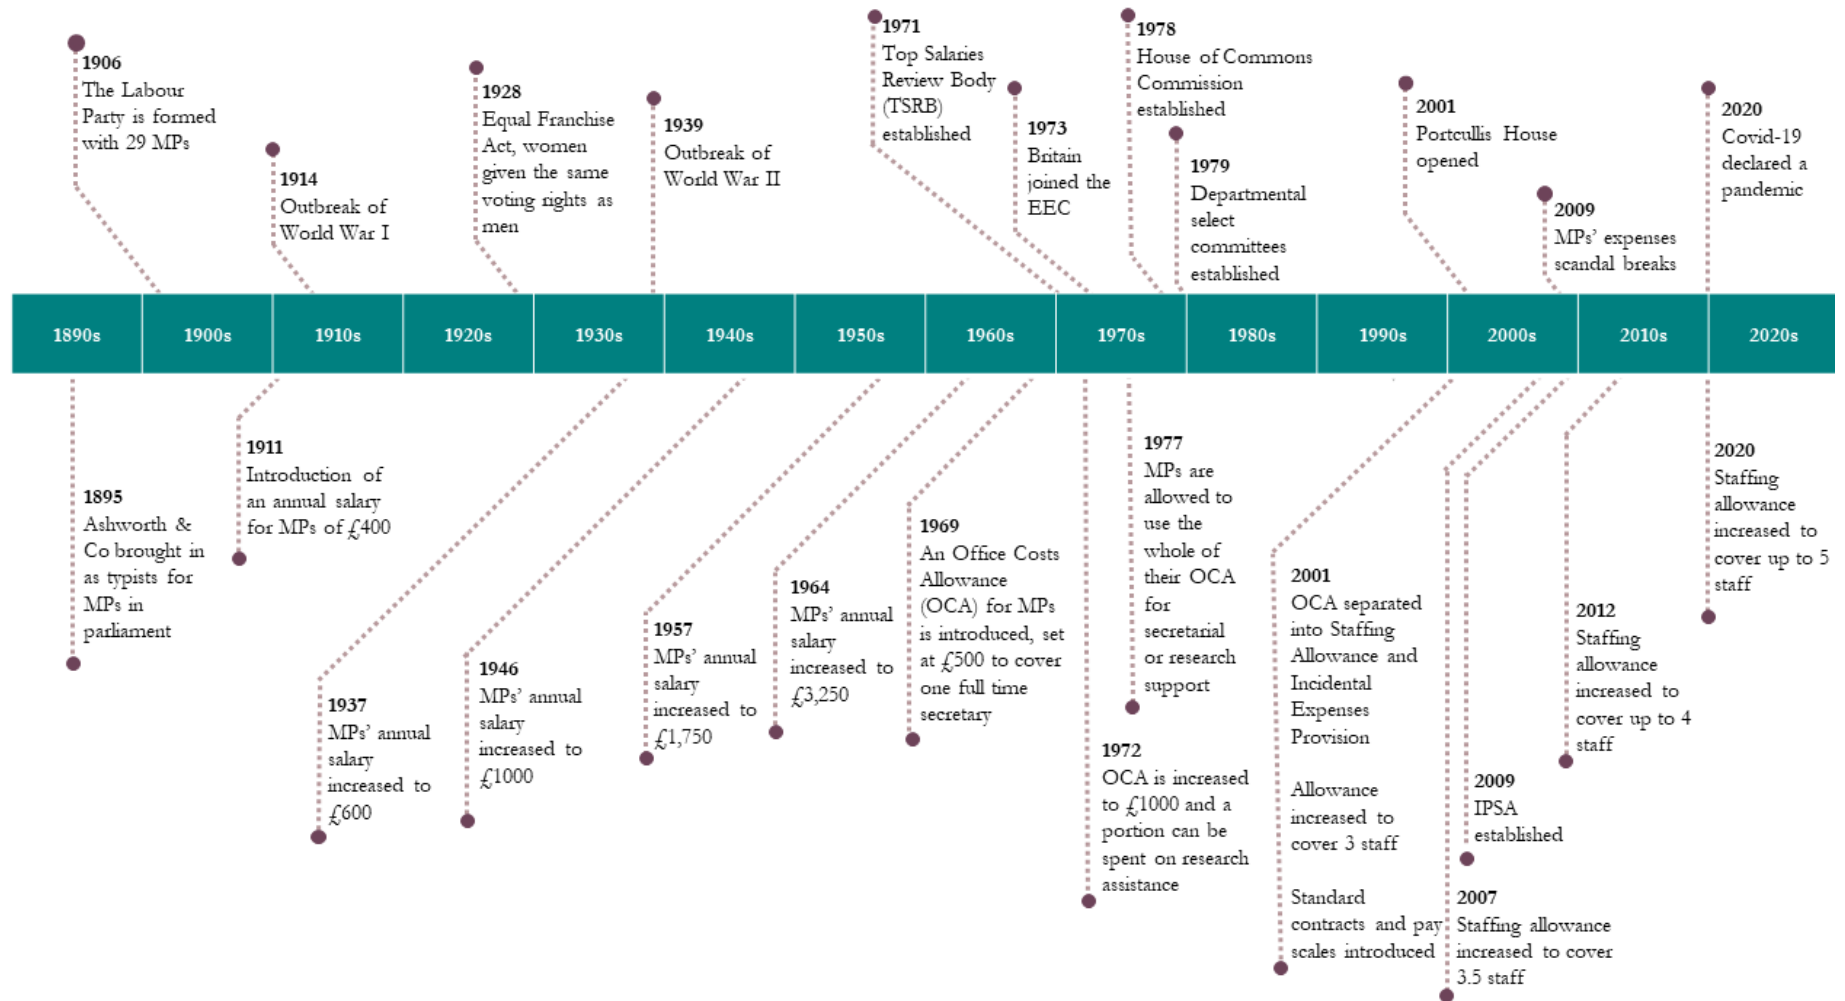 1906
The Labour
Party is formed
with 29 MPs
1914
Outbreak of
World War I
1928
Equal Franchise
Act, women
given the same
voting rights as
men
1939
Outbreak of
World War II
1971
Top Salaries
Review Body
(TSRB)
established
1973
Britain
joined the
EEC
1978
House of Commons
Commission
established
1979
Departmental
select
committees
established
2001
Portcullis House
opened
2009
MPs' expenses
scandal breaks
2020
Covid-19
declared a
pandemic
1890s
1900s
1910s
1920s
1930s
1940s
1950s
1960s
1970s
1980s
1990s
2000s
2010s
2020s
1895
Ashworth &
Co brought in
as typists for
MPs in
parliament
1911
Introduction of
an annual salary
for MPs of £400
1937
MPs' annual
salary
increased to
£600
1946
MPs' annual
salary
increased to
£1000
1957
MPs' annual
salary
increased to
£1,750
1964
MPs' annual
salary
increased to
£3,250
1969
An Office Costs
Allowance
(OCA) for MPs
is introduced, set
at £500 to cover
one full time
secretary
1972
OCA is increased
to £1000 and a
portion can be
spent on research
assistance
1977
MPs are
allowed to
use the
whole of
their OCA
for
secretarial
or research
support
2001
OCA separated
into Staffing
Allowance and
Incidental
Expenses
Provision
Allowance
increased to
cover 3 staff
Standard
contracts and pay
scales introduced
2007
Staffing allowance
increased to cover
3.5 staff
2009
IPSA
established
2012
Staffing
allowance
increased to
cover up to 4
staff
2020
Staffing
allowance
increased to
cover up to 5
staff